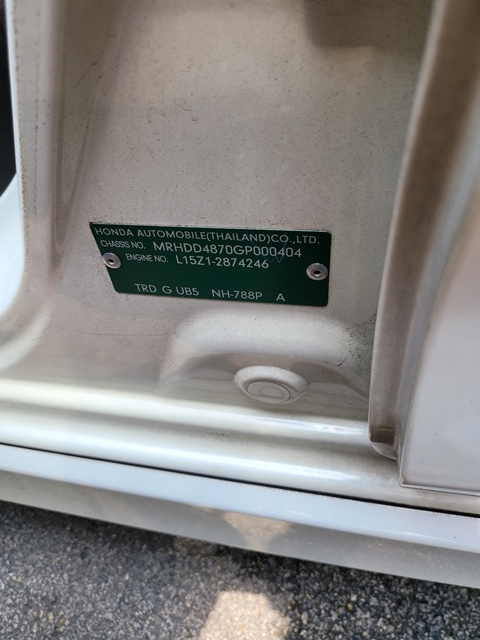 HONDA AUTOMOBILE(THAILAND)CO.,LTD.
CHASSIS NO. MRHDD4870GP000404
ENGINE NO. L15Z1-2874246
TRD G UB5 NH-788P A